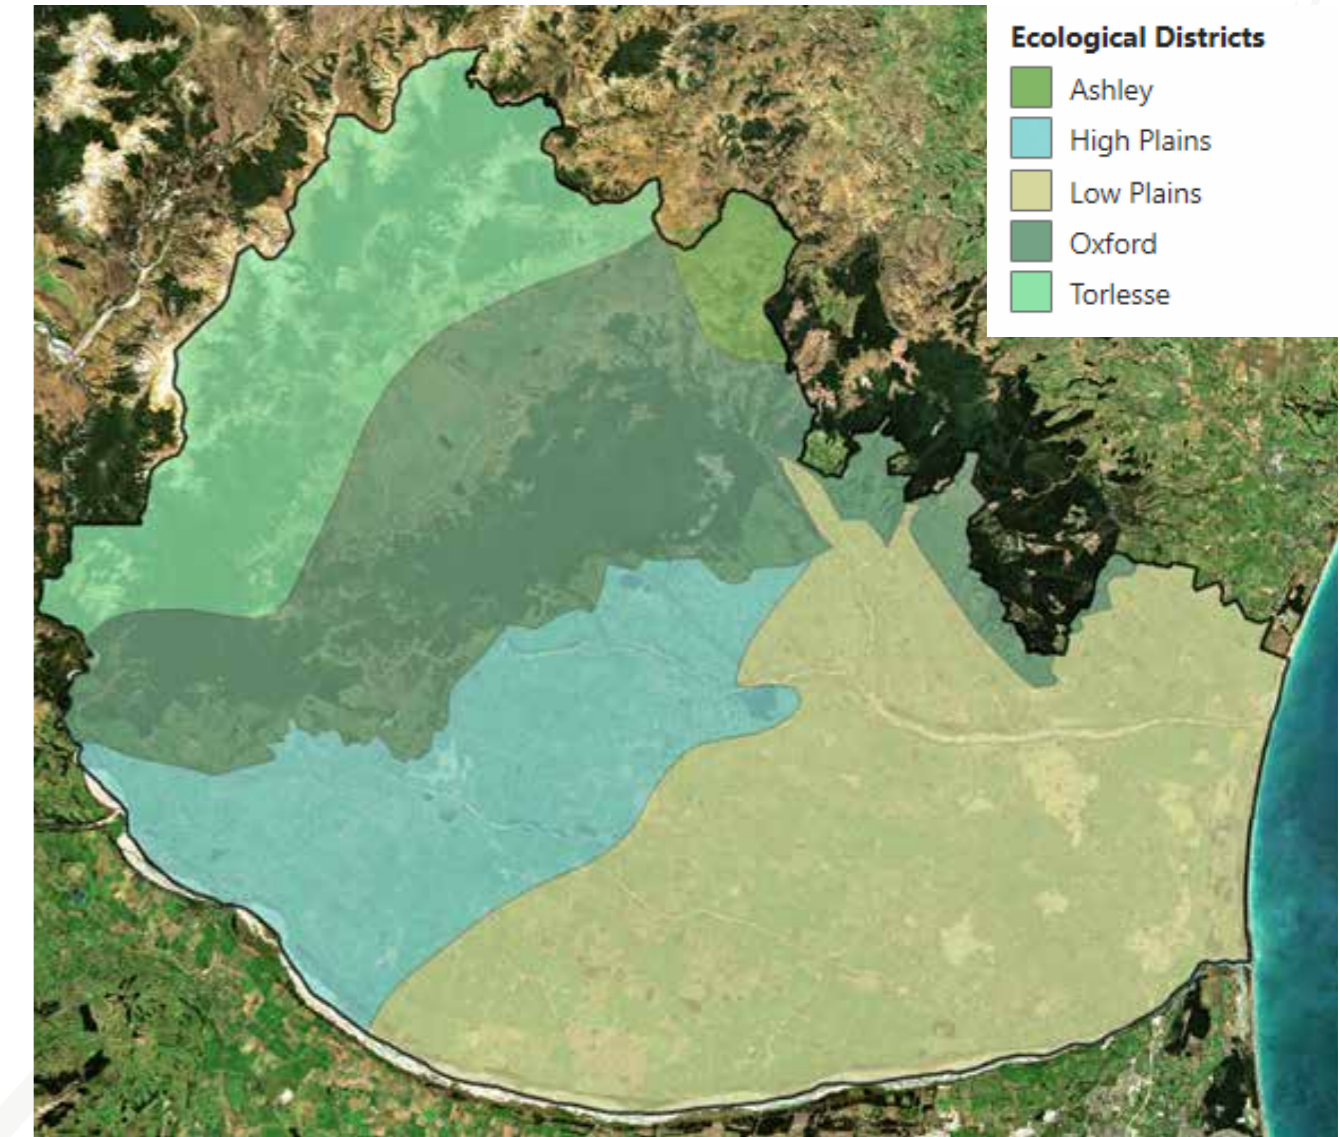 Ecological Districts
Ashley
High Plains
Low Plains
Oxford
Torlesse